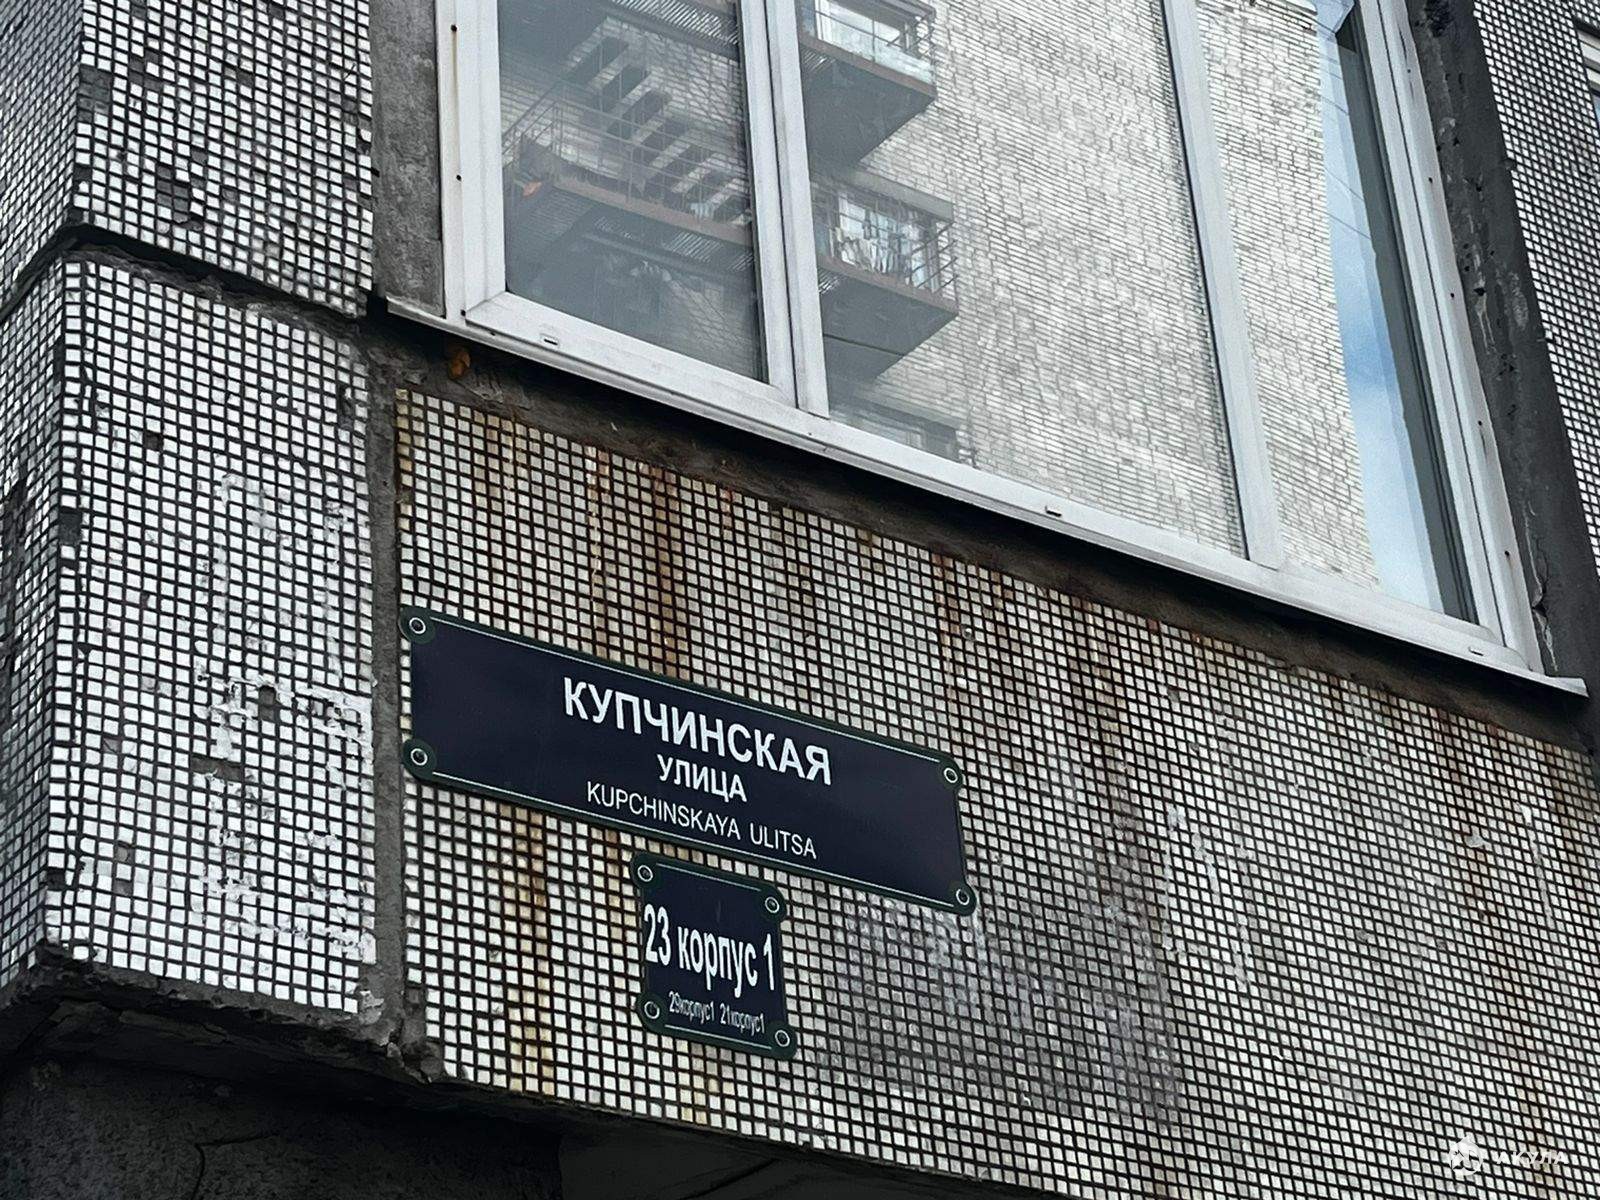 КУПЧИНСКАЯ
УЛИЦА
KUPCHINSKAYA ULITSA
23 корпус 1
29корпус1 21корпус1